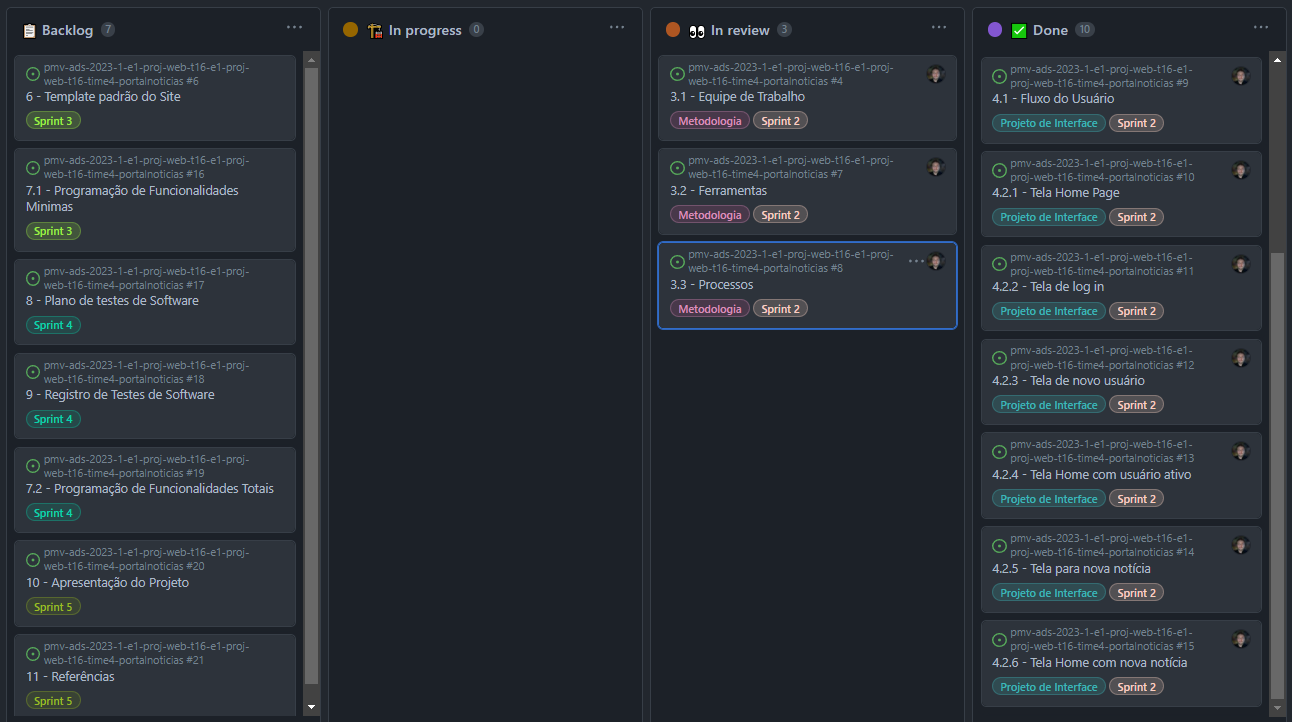 Backlog 7
pmv-ads-2023-1-e1-proj-web-t16-e1-proj-
web-t16-time4-portalnoticias #6
6 - Template padrão do Site
Sprint 3
pmv-ads-2023-1-e1-proj-web-t16-e1-proj-
web-t16-time4-portalnoticias #16
7.1 - Programação de Funcionalidades
Minimas
Sprint 3
pmv-ads-2023-1-e1-proj-web-t16-e1-proj-
web-t16-time4-portalnoticias #17
8 - Plano de testes de Software
Sprint 4
pmv-ads-2023-1-e1-proj-web-t16-e1-proj-
web-t16-time4-portalnoticias #18
9 - Registro de Testes de Software
Sprint 4
pmv-ads-2023-1-e1-proj-web-t16-e1-proj-
web-t16-time4-portalnoticias #19
7.2 - Programação de Funcionalidades Totais
Sprint 4
pmv-ads-2023-1-e1-proj-web-t16-e1-proj-
web-t16-time4-portalnoticias #20
10 - Apresentação do Projeto
Sprint 5
pmv-ads-2023-1-e1-proj-web-t16-e1-proj-
web-t16-time4-portalnoticias #21
11 - Referências
Sprint 5
In progress 0
In review 3
pmv-ads-2023-1-e1-proj-web-t16-e1-proj-
web-t16-time4-portalnoticias #4
3.1 - Equipe de Trabalho
Metodologia Sprint 2
pmv-ads-2023-1-e1-proj-web-t16-e1-proj-
web-t16-time4-portalnoticias #7
3.2 - Ferramentas
Metodologia Sprint 2
pmv-ads-2023-1-e1-proj-web-t16-e1-proj-
web-t16-time4-portalnoticias #8
3.3 - Processos
Metodologia Sprint 2
Done 10
pmv-ads-2023-1-e1-proj-web-t16-e1-
proj-web-t16-time4-portalnoticias #9
4.1 - Fluxo do Usuário
Projeto de Interface Sprint 2
pmv-ads-2023-1-e1-proj-web-t16-e1-
proj-web-t16-time4-portalnoticias #10
4.2.1 - Tela Home Page
Projeto de Interface Sprint 2
pmv-ads-2023-1-e1-proj-web-t16-e1-
proj-web-t16-time4-portalnoticias #11
4.2.2 - Tela de log in
Projeto de Interface Sprint 2
pmv-ads-2023-1-e1-proj-web-t16-e1-
proj-web-t16-time4-portalnoticias #12
4.2.3 - Tela de novo usuário
Projeto de Interface Sprint 2
pmv-ads-2023-1-e1-proj-web-t16-e1-
proj-web-t16-time4-portalnoticias #13
4.2.4 - Tela Home com usuário ativo
Projeto de Interface Sprint 2
pmv-ads-2023-1-e1-proj-web-t16-e1-
proj-web-t16-time4-portalnoticias #14
4.2.5 - Tela para nova notícia
Projeto de Interface Sprint 2
pmv-ads-2023-1-e1-proj-web-t16-e1-
proj-web-t16-time4-portalnoticias #15
4.2.6 - Tela Home com nova notícia
Projeto de Interface Sprint 2